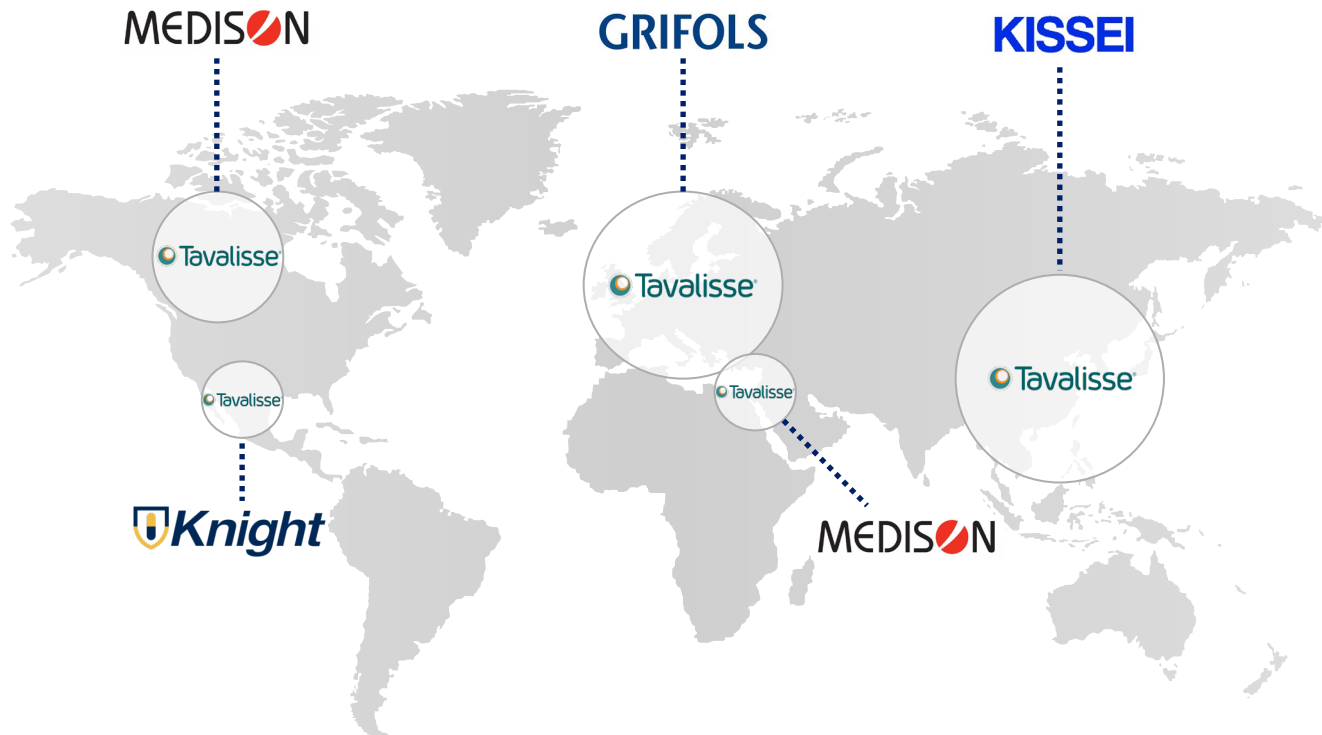 MEDISON
GRIFOLS
KISSEI
Tavalisse
Tavalisse
Tavalisse
Tavalisse
Tavalisse
Knight
MEDISON